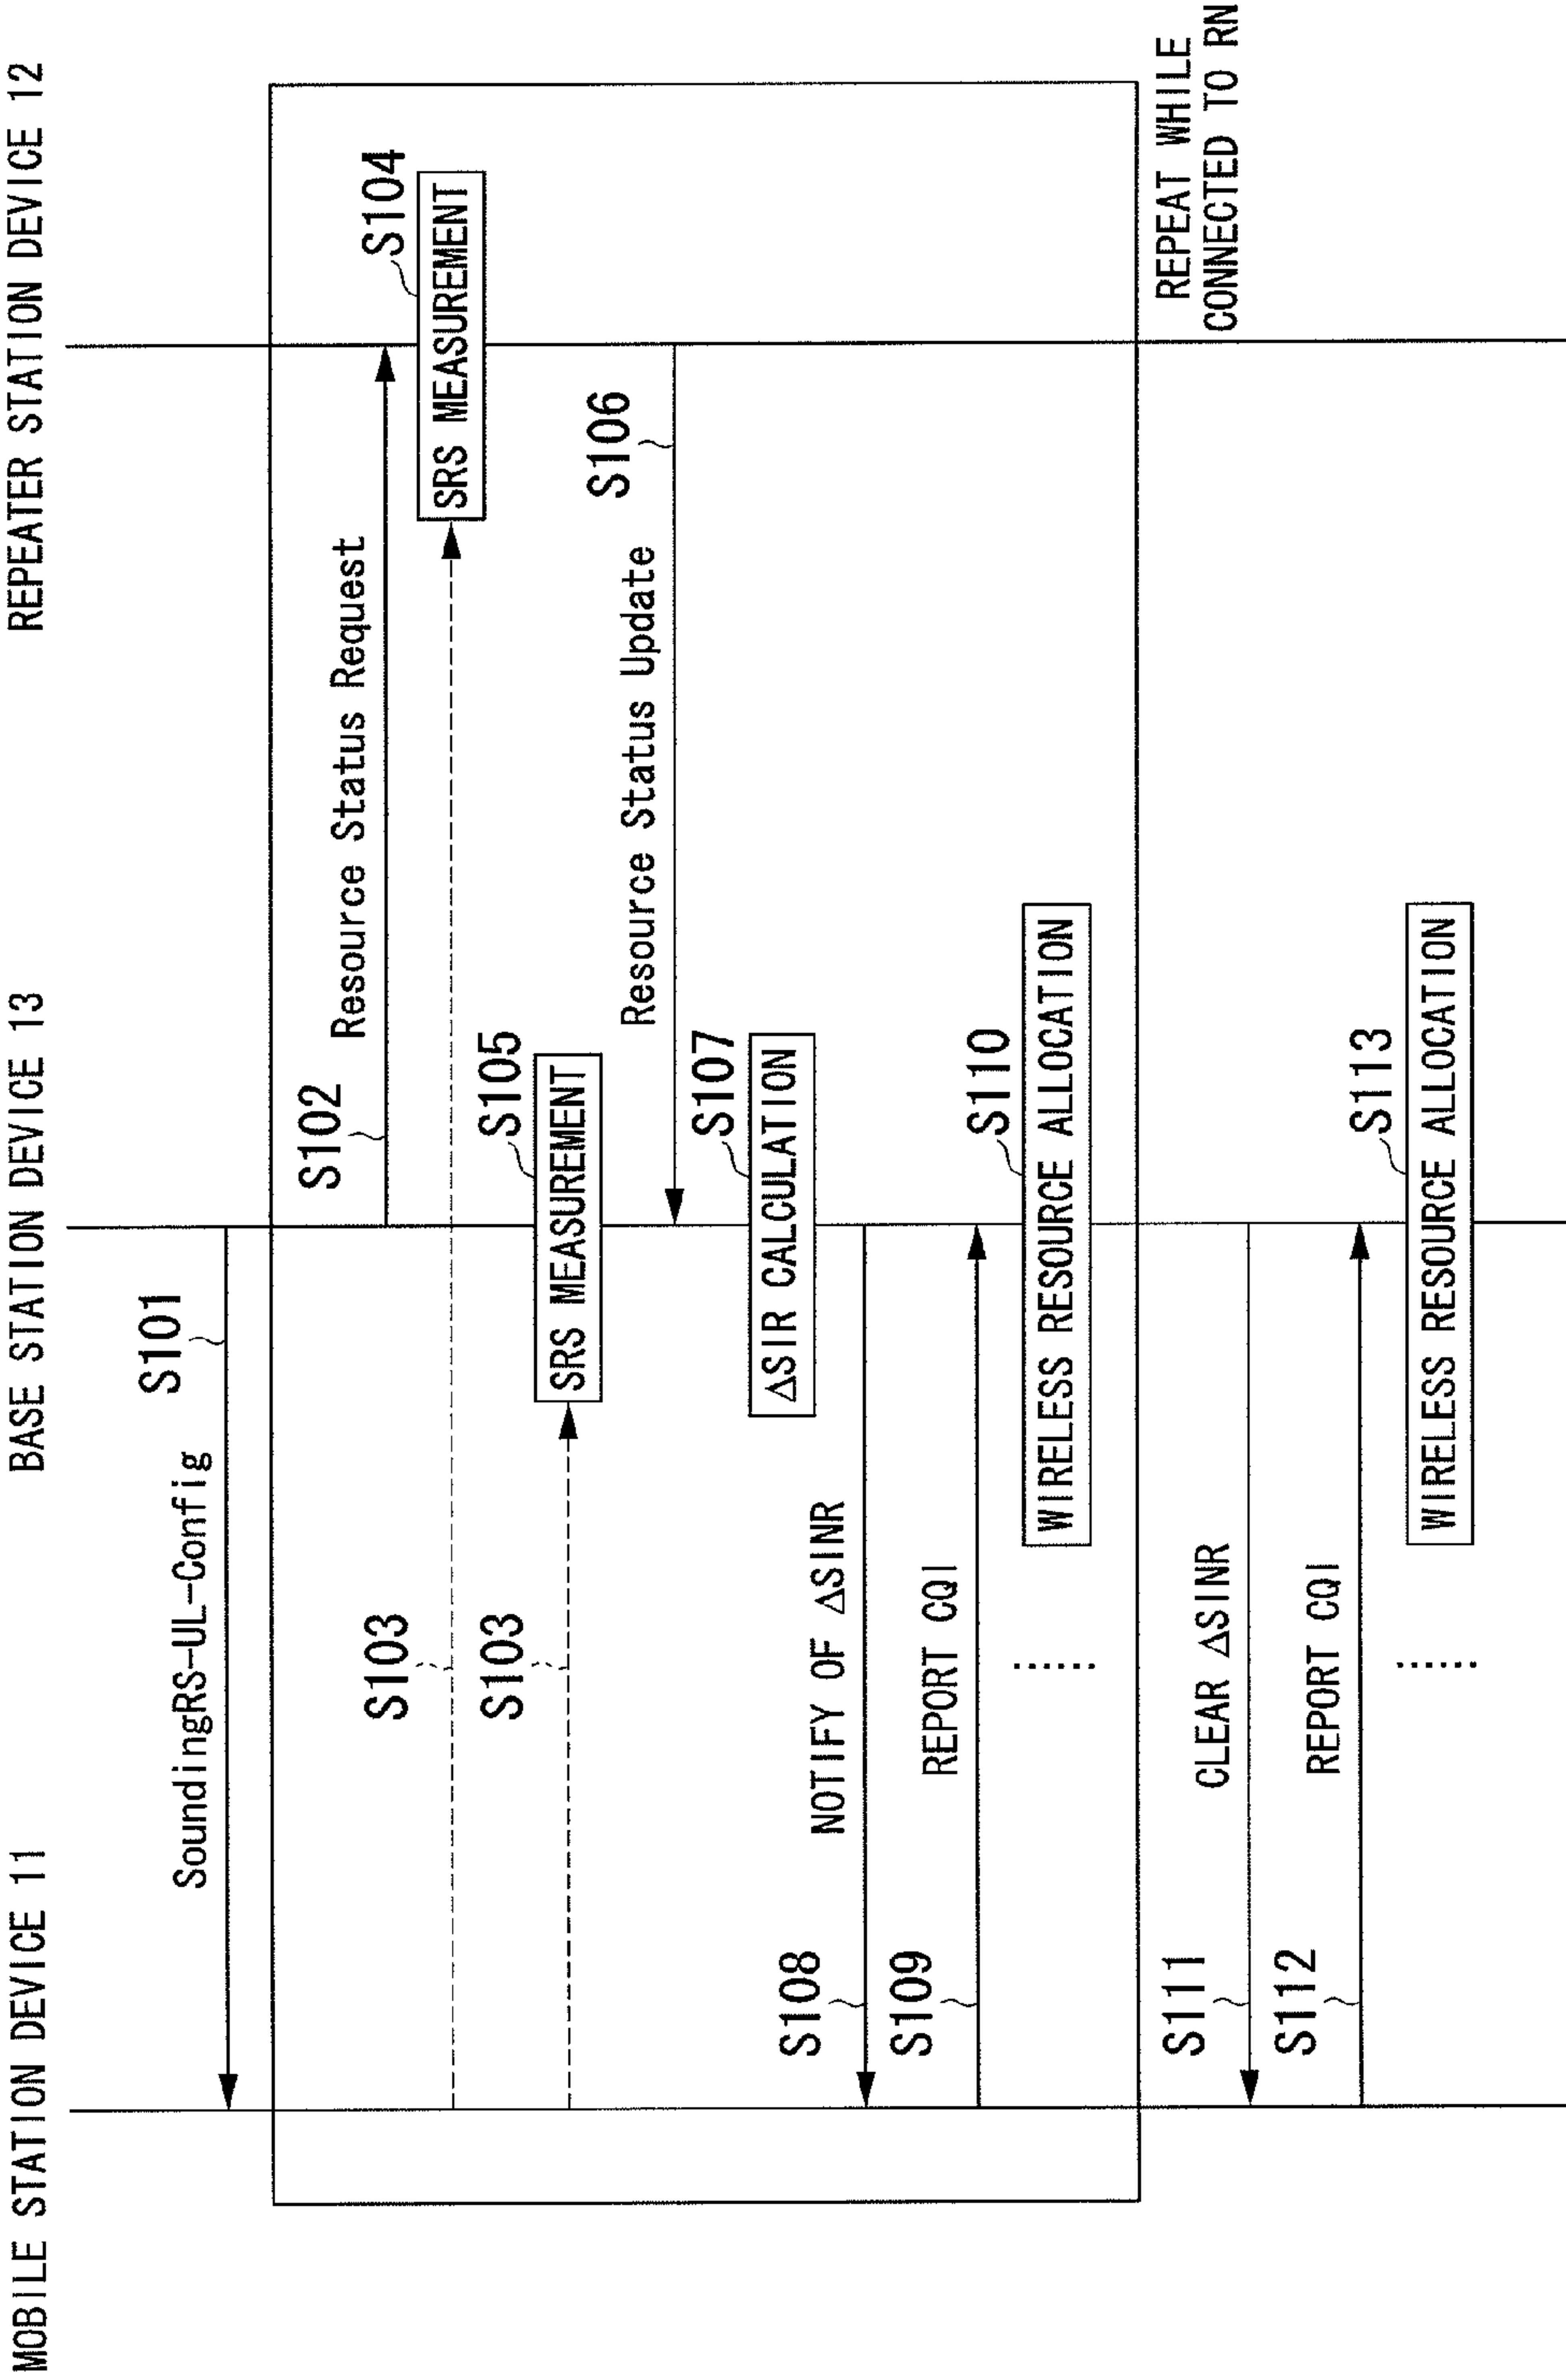 MOBILE STATION DEVICE 11
BASE STATION DEVICE 13
REPEATER STATION DEVICE 12
S101
SoundingRS-UL-Config
S102
Resource Status Request
S103
S104
SRS MEASUREMENT
S103
S105
SRS MEASUREMENT
S106
Resource Status Update
S107
ΔSIR CALCULATION
S108
NOTIFY OF ΔSINR
S109
REPORT CQI
S110
WIRELESS RESOURCE ALLOCATION
REPEAT WHILE
CONNECTED TO RN
S111
CLEAR ΔSINR
S112
REPORT CQI
S113
WIRELESS RESOURCE ALLOCATION